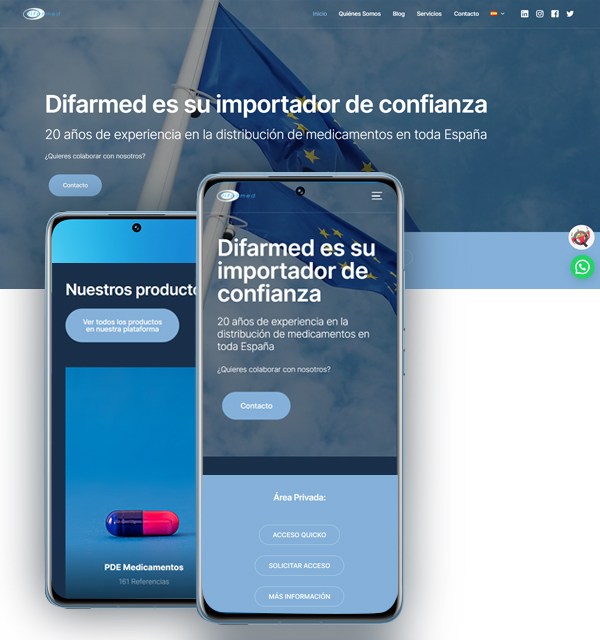 Inicio
Quiénes Somos
Blog
Servicios
Contacto
Difarmed es su importador de confianza
20 años de experiencia en la distribución de medicamentos en toda España
¿Quieres colaborar con nosotros?
Contacto
Nuestros producto
Ver todos los productos
en nuestra plataforma
PDE Medicamentos
161 Referencias
Difarmed es su
importador de
confianza
20 años de experiencia en la
distribución de medicamentos en
toda España
¿Quieres colaborar con nosotros?
Contacto
Área Privada:
ACCESO QUICKO
SOLICITAR ACCESO
MÁS INFORMACIÓN